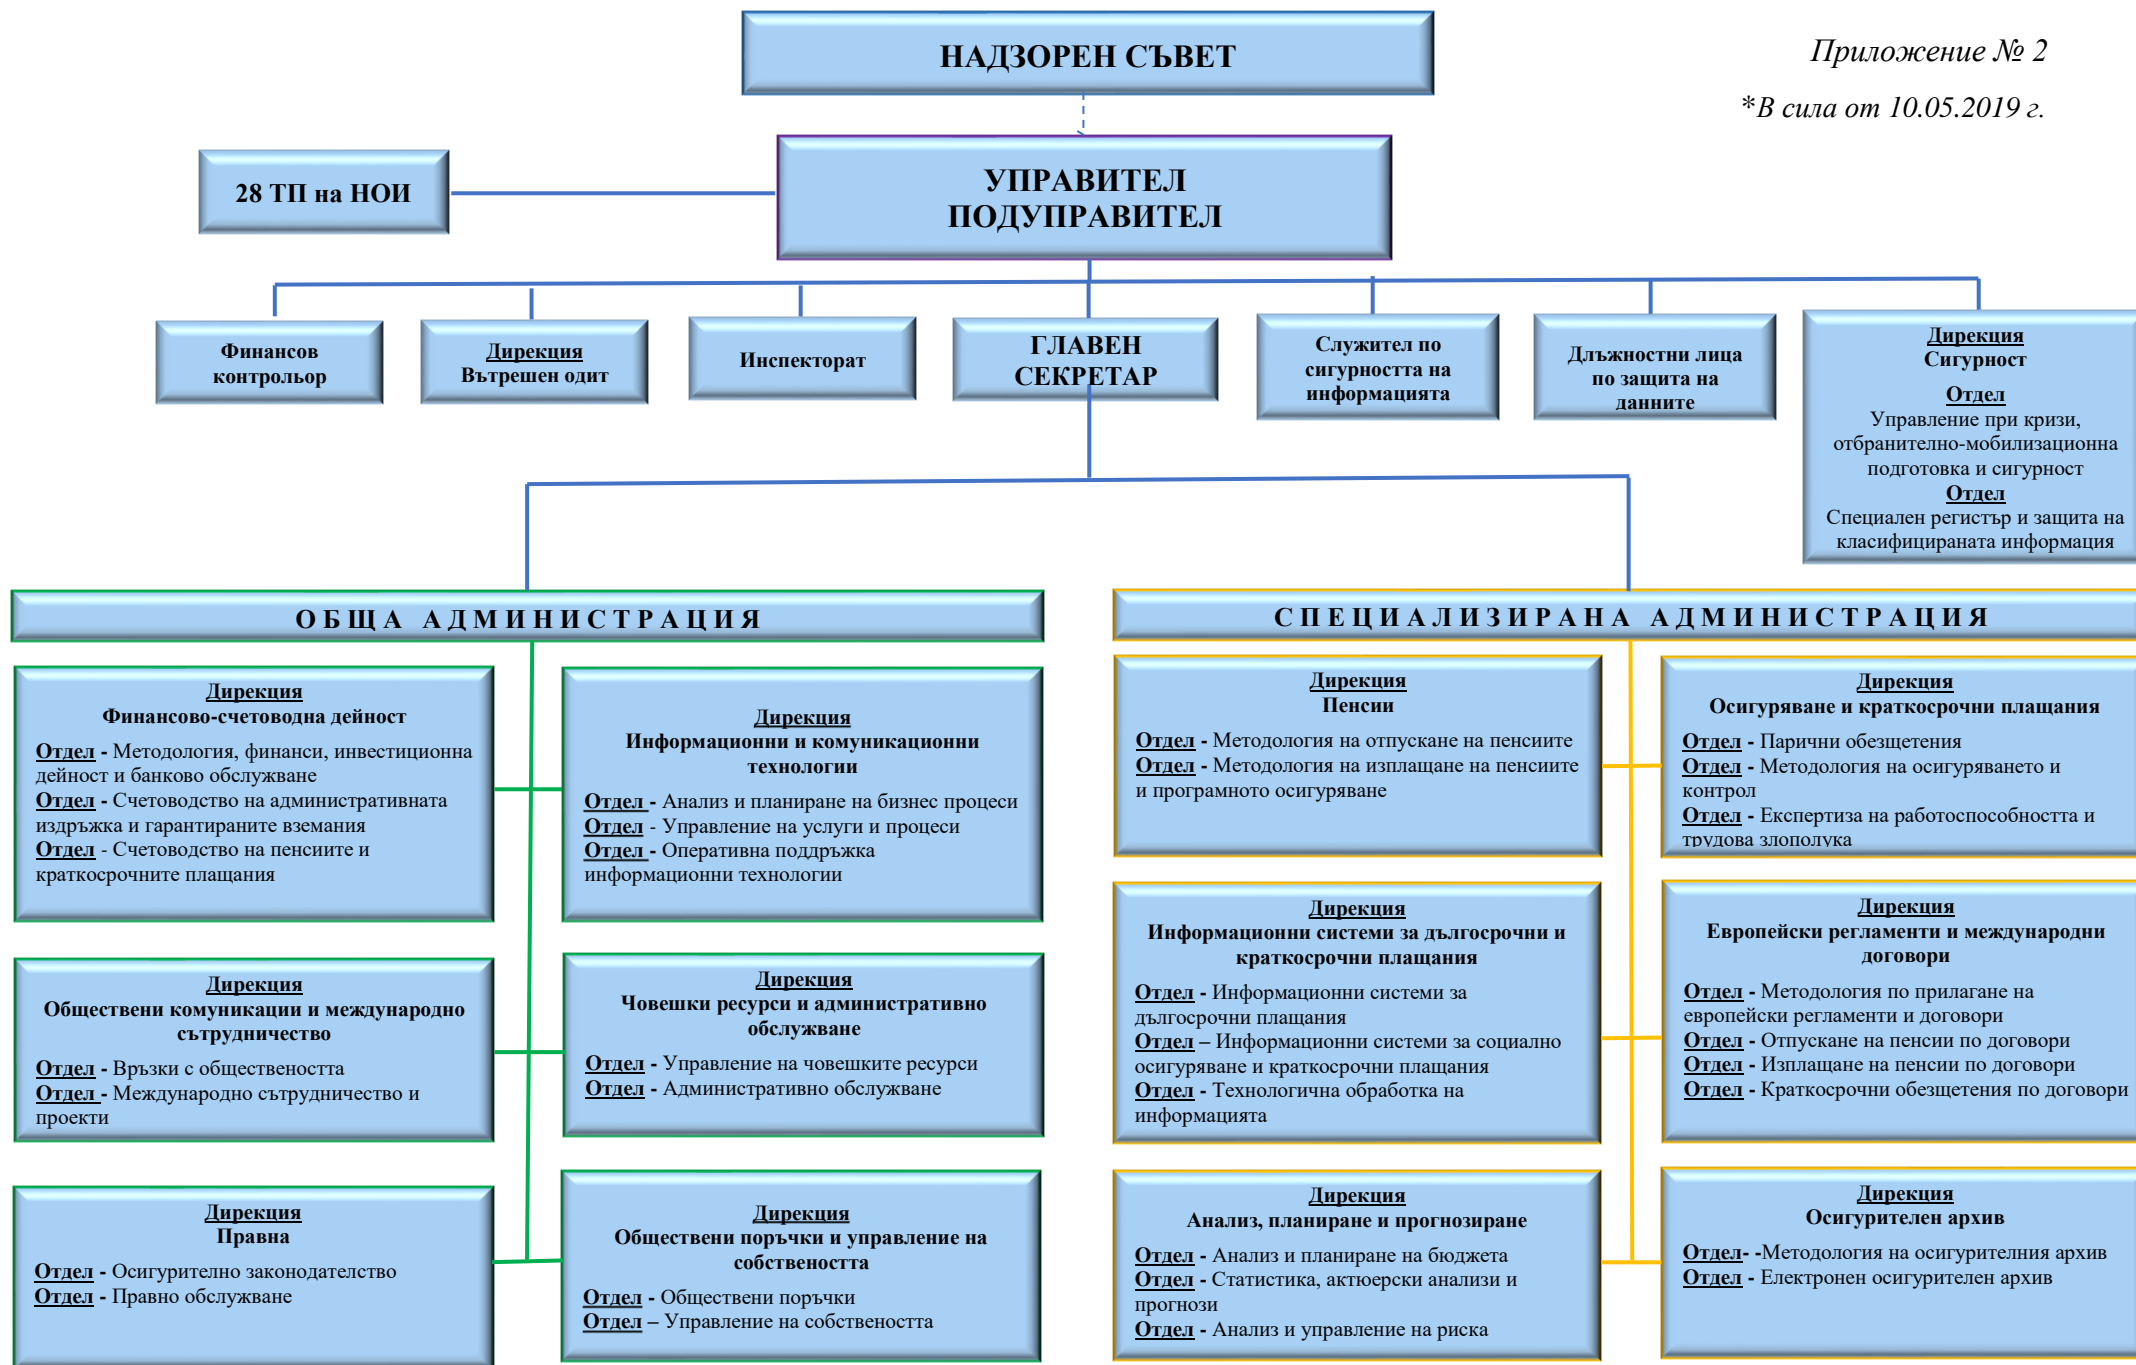 НАДЗОРЕН СЪВЕТ
Приложение № 2
*В сила от 10.05.2019 г.
28 ТП на НОИ
УПРАВИТЕЛ
ПОДУПРАВИТЕЛ
Финансов
контрольор
Дирекция
Вътрешен одит
Инспекторат
ГЛАВЕН
СЕКРЕТАР
Служител по
сигурността на
информацията
Длъжностни лица
по защита на
данните
Дирекция
Сигурност
Отдел
Управление при кризи,
отбранително-мобилизационна
подготовка и сигурност
Отдел
Специален регистър и защита на
класифицираната информация
ОБЩА АДМИНИСТРАЦИЯ
Дирекция
Финансово-счетоводна дейност
Отдел - Методология, финанси, инвестиционна
дейност и банково обслужване
Отдел - Счетоводство на административната
издръжка и гарантираните вземания
Отдел - Счетоводство на пенсиите и
краткосрочните плащания
Дирекция
Информационни и комуникационни
технологии
Отдел - Анализ и планиране на бизнес процеси
Отдел - Управление на услуги и процеси
Отдел - Оперативна поддръжка
информационни технологии
Дирекция
Обществени комуникации и международно
сътрудничество
Отдел - Връзки с обществеността
Отдел - Международно сътрудничество и
проекти
Дирекция
Човешки ресурси и административно
обслужване
Отдел - Управление на човешките ресурси
Отдел - Административно обслужване
Дирекция
Правна
Отдел - Осигурително законодателство
Отдел - Правно обслужване
Дирекция
Обществени поръчки и управление на
собствеността
Отдел - Обществени поръчки
Отдел – Управление на собствеността
СПЕЦИАЛИЗИРАНА АДМИНИСТРАЦИЯ
Дирекция
Пенсии
Отдел - Методология на отпускане на пенсиите
Отдел - Методология на изплащане на пенсиите
и програмното осигуряване
Дирекция
Осигуряване и краткосрочни плащания
Отдел - Парични обезщетения
Отдел - Методология на осигуряването и
контрол
Отдел - Експертиза на работоспособността и
трудова злополука
Дирекция
Информационни системи за дългосрочни и
краткосрочни плащания
Отдел - Информационни системи за
дългосрочни плащания
Отдел – Информационни системи за социално
осигуряване и краткосрочни плащания
Отдел - Технологична обработка на
информацията
Дирекция
Европейски регламенти и международни
договори
Отдел - Методология по прилагане на
европейски регламенти и договори
Отдел - Отпускане на пенсии по договори
Отдел - Изплащане на пенсии по договори
Отдел - Краткосрочни обезщетения по договори
Дирекция
Анализ, планиране и прогнозиране
Отдел - Анализ и планиране на бюджета
Отдел - Статистика, актюерски анализи и
прогнози
Отдел - Анализ и управление на риска
Дирекция
Осигурителен архив
Отдел- -Методология на осигурителния архив
Отдел - Електронен осигурителен архив